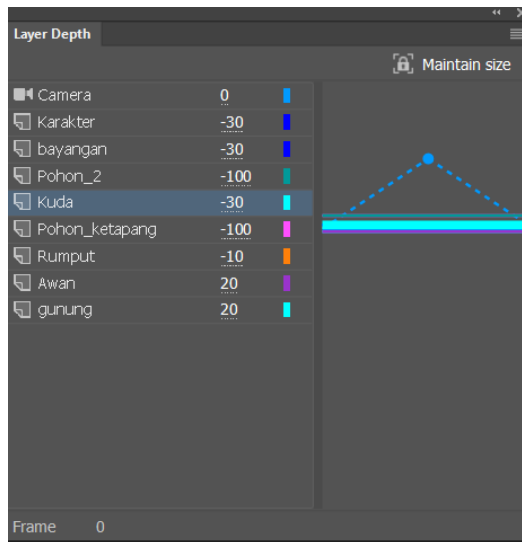 Layer Depth
Maintain size
Camera 0
Karakter -30
bayangan -30
Pohon_2 -100
Kuda -30
Pohon_ketapang -100
Rumput -10
Awan 20
gunung 20
Frame 0